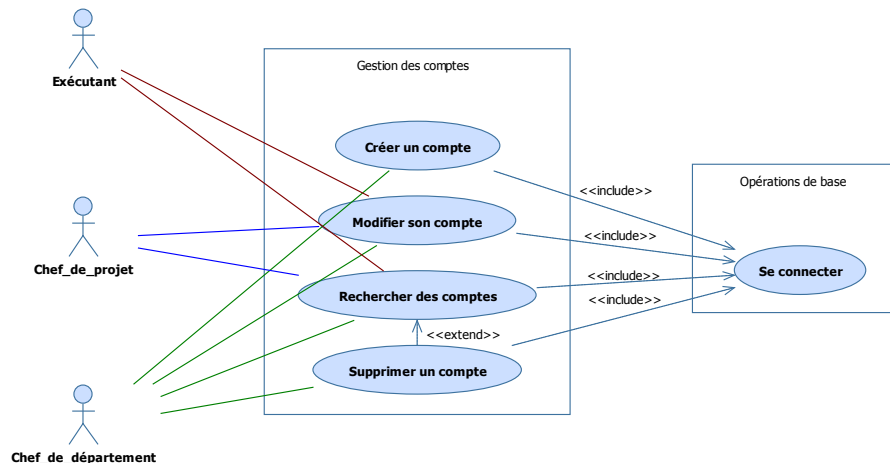 Exécutant
Gestion des comptes
Créer un compte
<<include>>
Opérations de base
Modifier son compte
<<include>>
Chef_de_projet
Rechercher des comptes
<<include>>
Se connecter
<<include>>
<<extend>>
Supprimer un compte
Chef_de_département